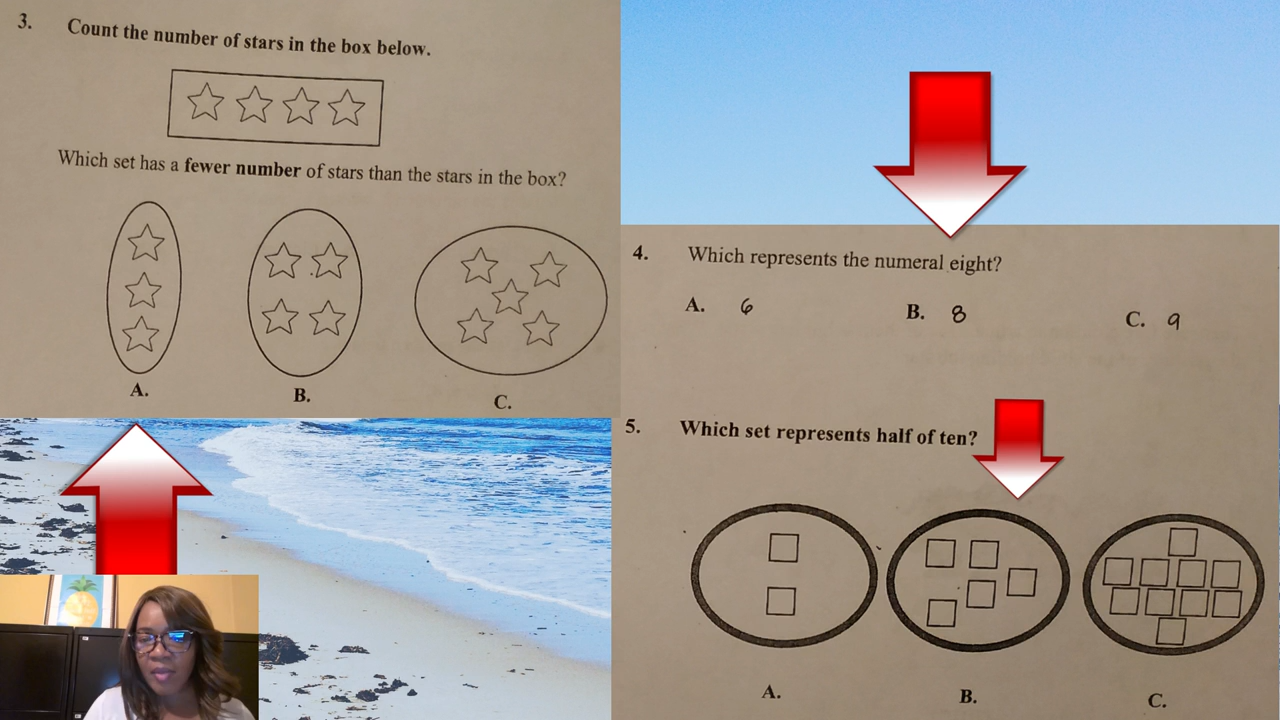 3. Count the number of stars in the box below.
Which set has a fewer number of stars than the stars in the box?
A. B. C.
4. Which represents the numeral eight?
A. 6 B. 8 C. 9
5. Which set represents half of ten?
A. B. C.